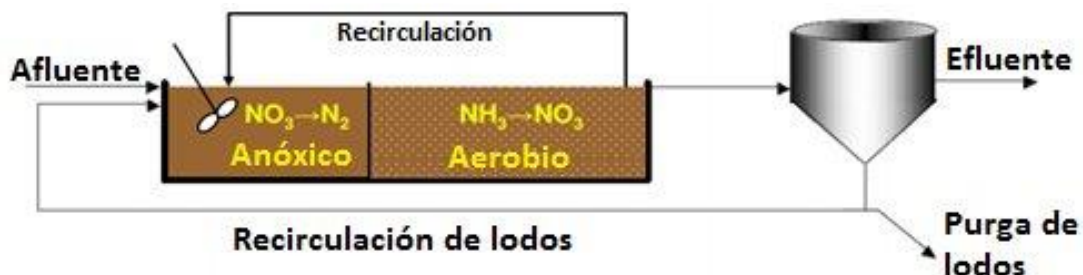 Recirculación
Afluente
Efluente
NO₃→N₂
NH₃→NO₃
Anóxico
Aerobio
Recirculación de lodos
Purga de
lodos